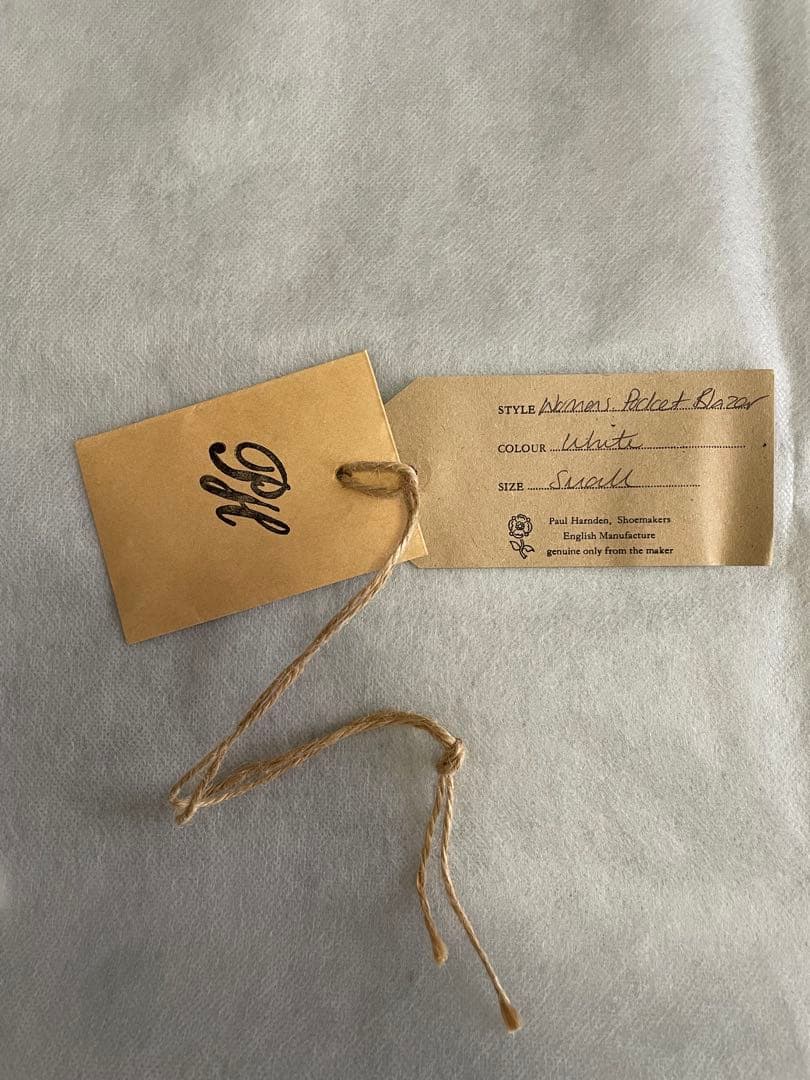 PH
STYLE Womens Pocket Blazer
COLOUR White
SIZE Small
Paul Harnden, Shoemakers
English Manufacture
genuine only from the maker